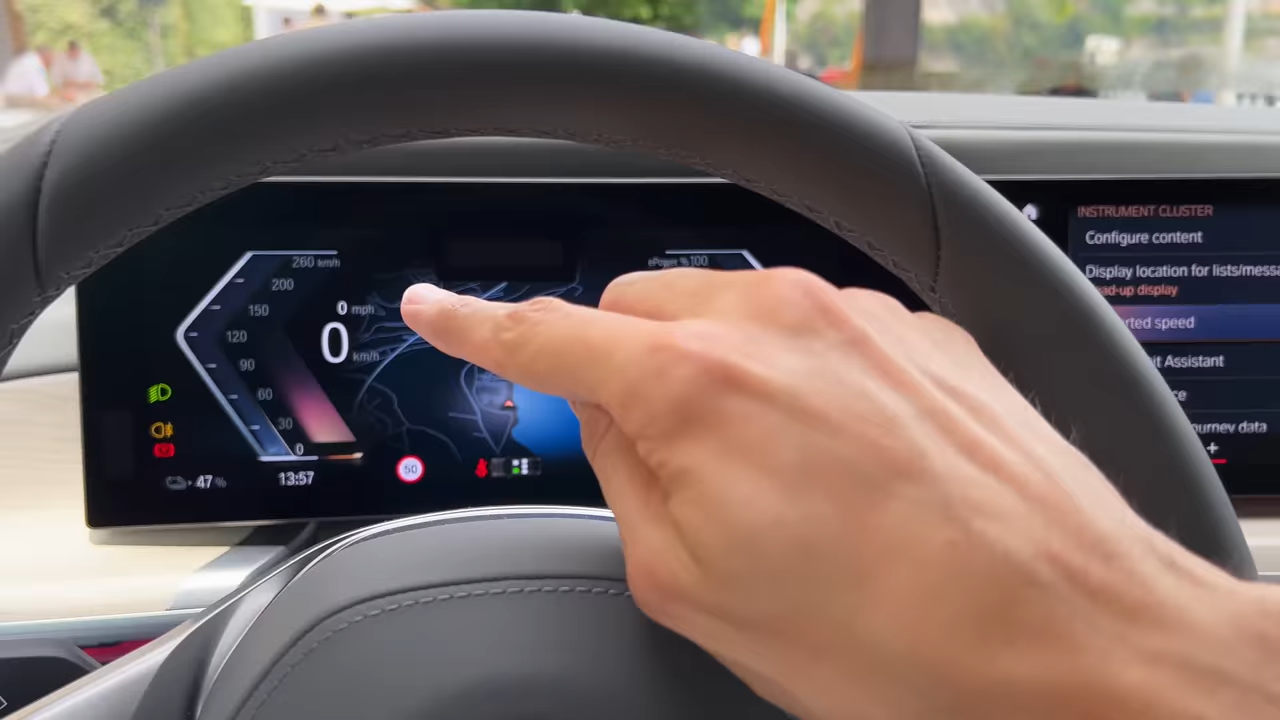 260 km/h
200
150
120
90
60
30
0
0 mph
0 km/h
ePower % 100
47 %
13:57
50
INSTRUMENT CLUSTER
Configure content
Display location for lists/messa
ad-up display
rted speed
it Assistant
ce
ourney data